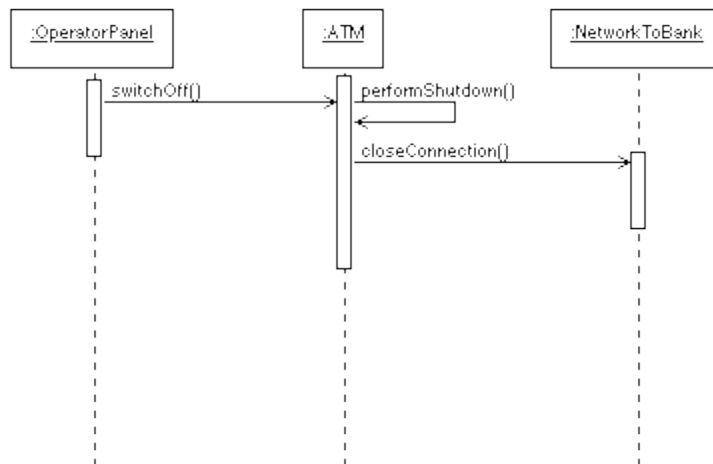 :OperatorPanel
:ATM
:NetworkToBank
switchOff()
performShutdown()
closeConnection()